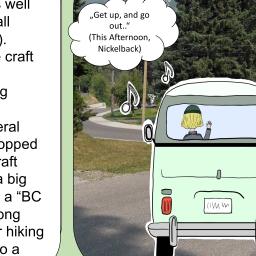 s well
all
).
craft
g
eral
opped
raft
a big
a “BC
ong
r hiking
o a
„Get up, and go
out..“
(This Afternoon,
Nickelback)